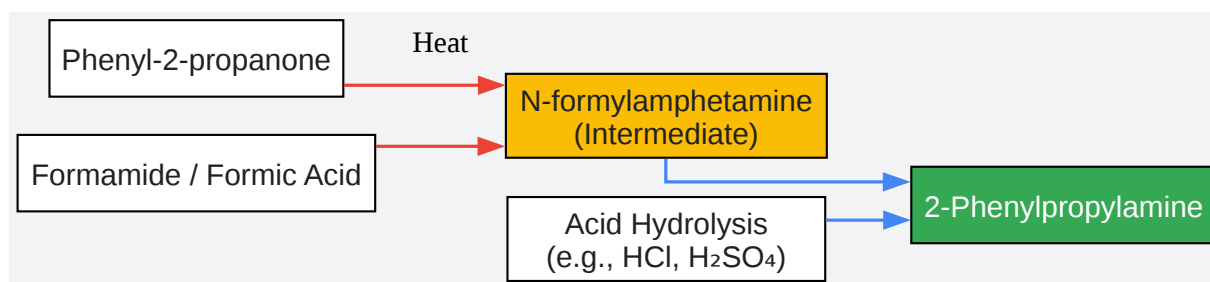 Phenyl-2-propanone
Heat
N-formylamphetamine
(Intermediate)
Formamide / Formic Acid
2-Phenylpropylamine
Acid Hydrolysis
(e.g., HCl, H₂SO₄)